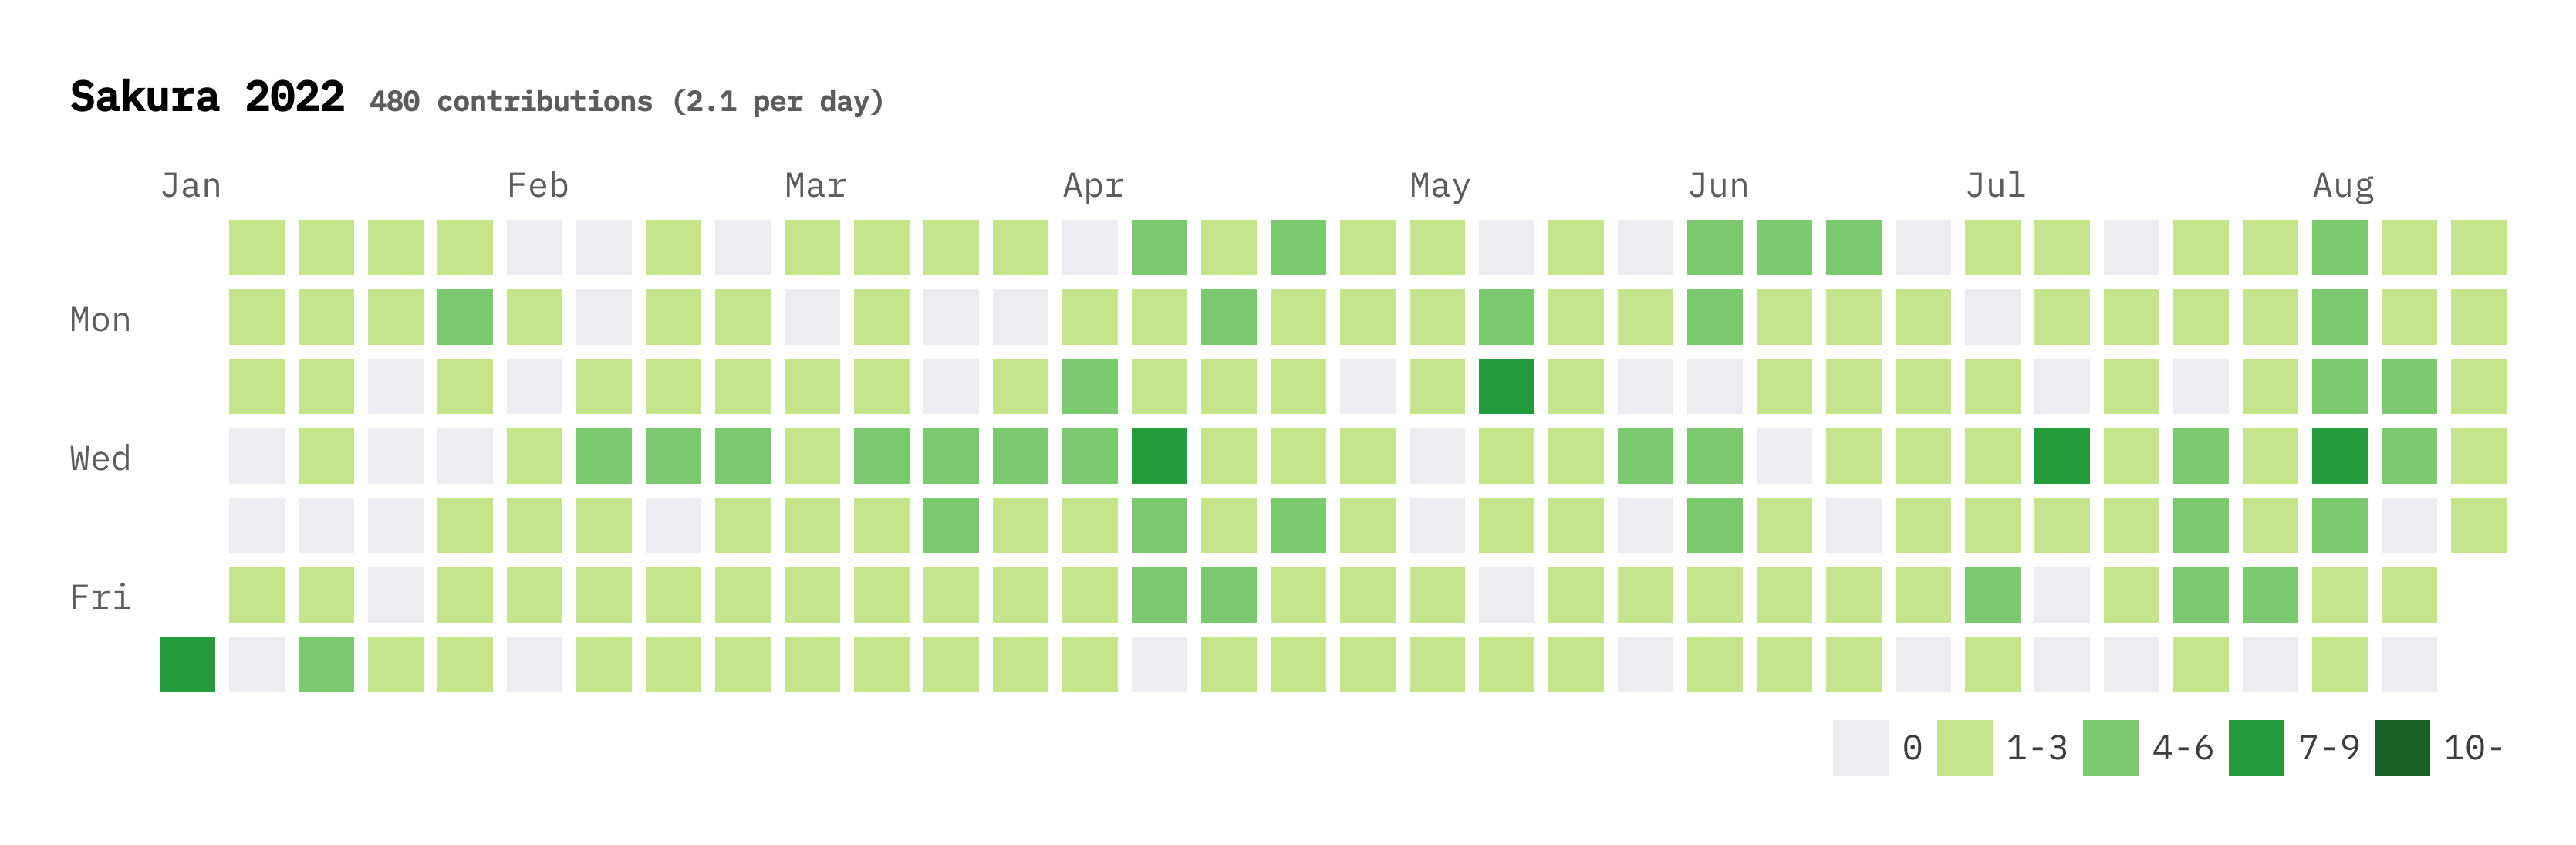 Sakura 2022 480 contributions (2.1 per day)
Jan Feb Mar Apr May Jun Jul Aug
Mon
Wed
Fri
0 1-3 4-6 7-9 10-